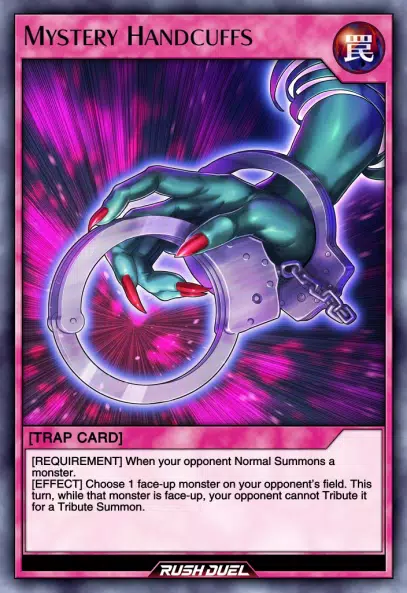 Mystery Handcuffs
罠
[TRAP CARD]
[REQUIREMENT] When your opponent Normal Summons a
monster.
[EFFECT] Choose 1 face-up monster on your opponent's field. This
turn, while that monster is face-up, your opponent cannot Tribute it
for a Tribute Summon.
RUSH DUEL